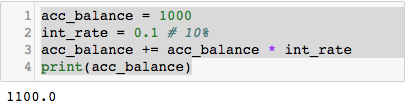 1 acc_balance = 1000
2 int_rate = 0.1 # 10%
3 acc_balance += acc_balance * int_rate
4 print(acc_balance)
1100.0